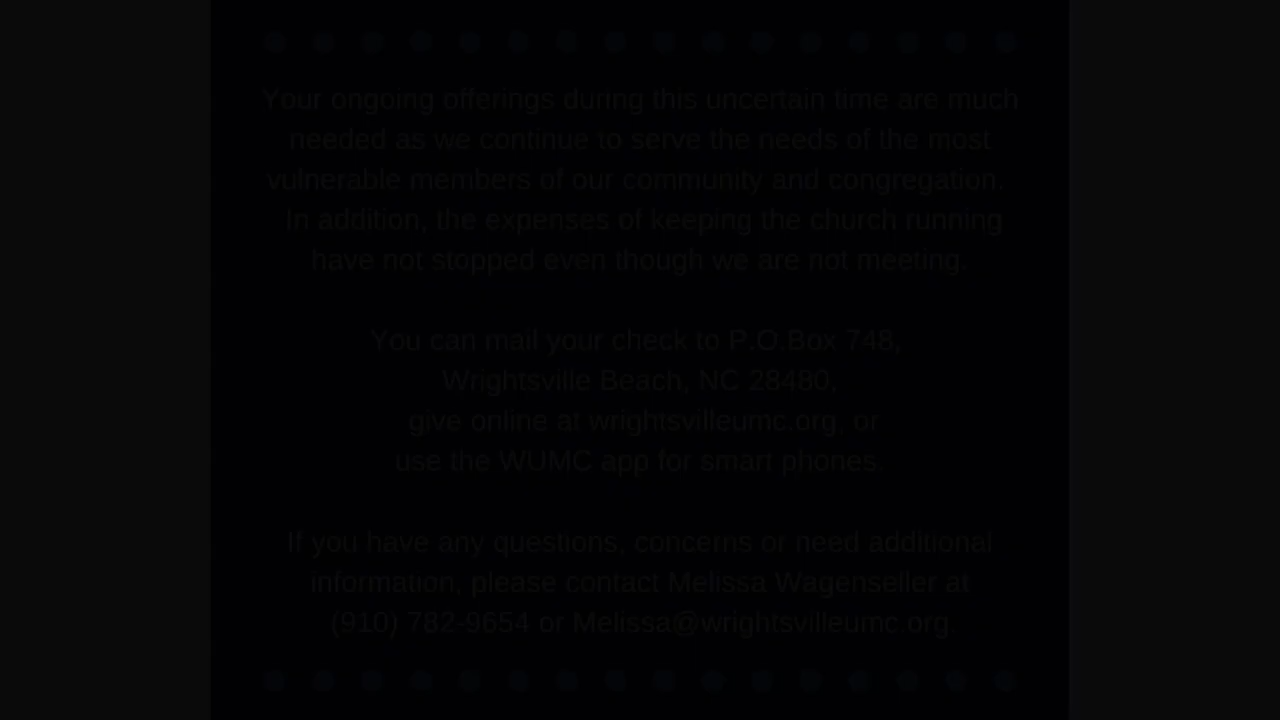 Your ongoing offerings during this uncertain time are much
needed as we continue to serve the needs of the most
vulnerable members of our community and congregation.
In addition, the expenses of keeping the church running
have not stopped even though we are not meeting.
You can mail your check to P.O.Box 748,
Wrightsville Beach, NC 28480,
give online at wrightsvilleumc.org, or
use the WUMC app for smart phones.
If you have any questions, concerns or need additional
information, please contact Melissa Wagenseller at
(910) 782-9654 or Melissa@wrightsvilleumc.org.